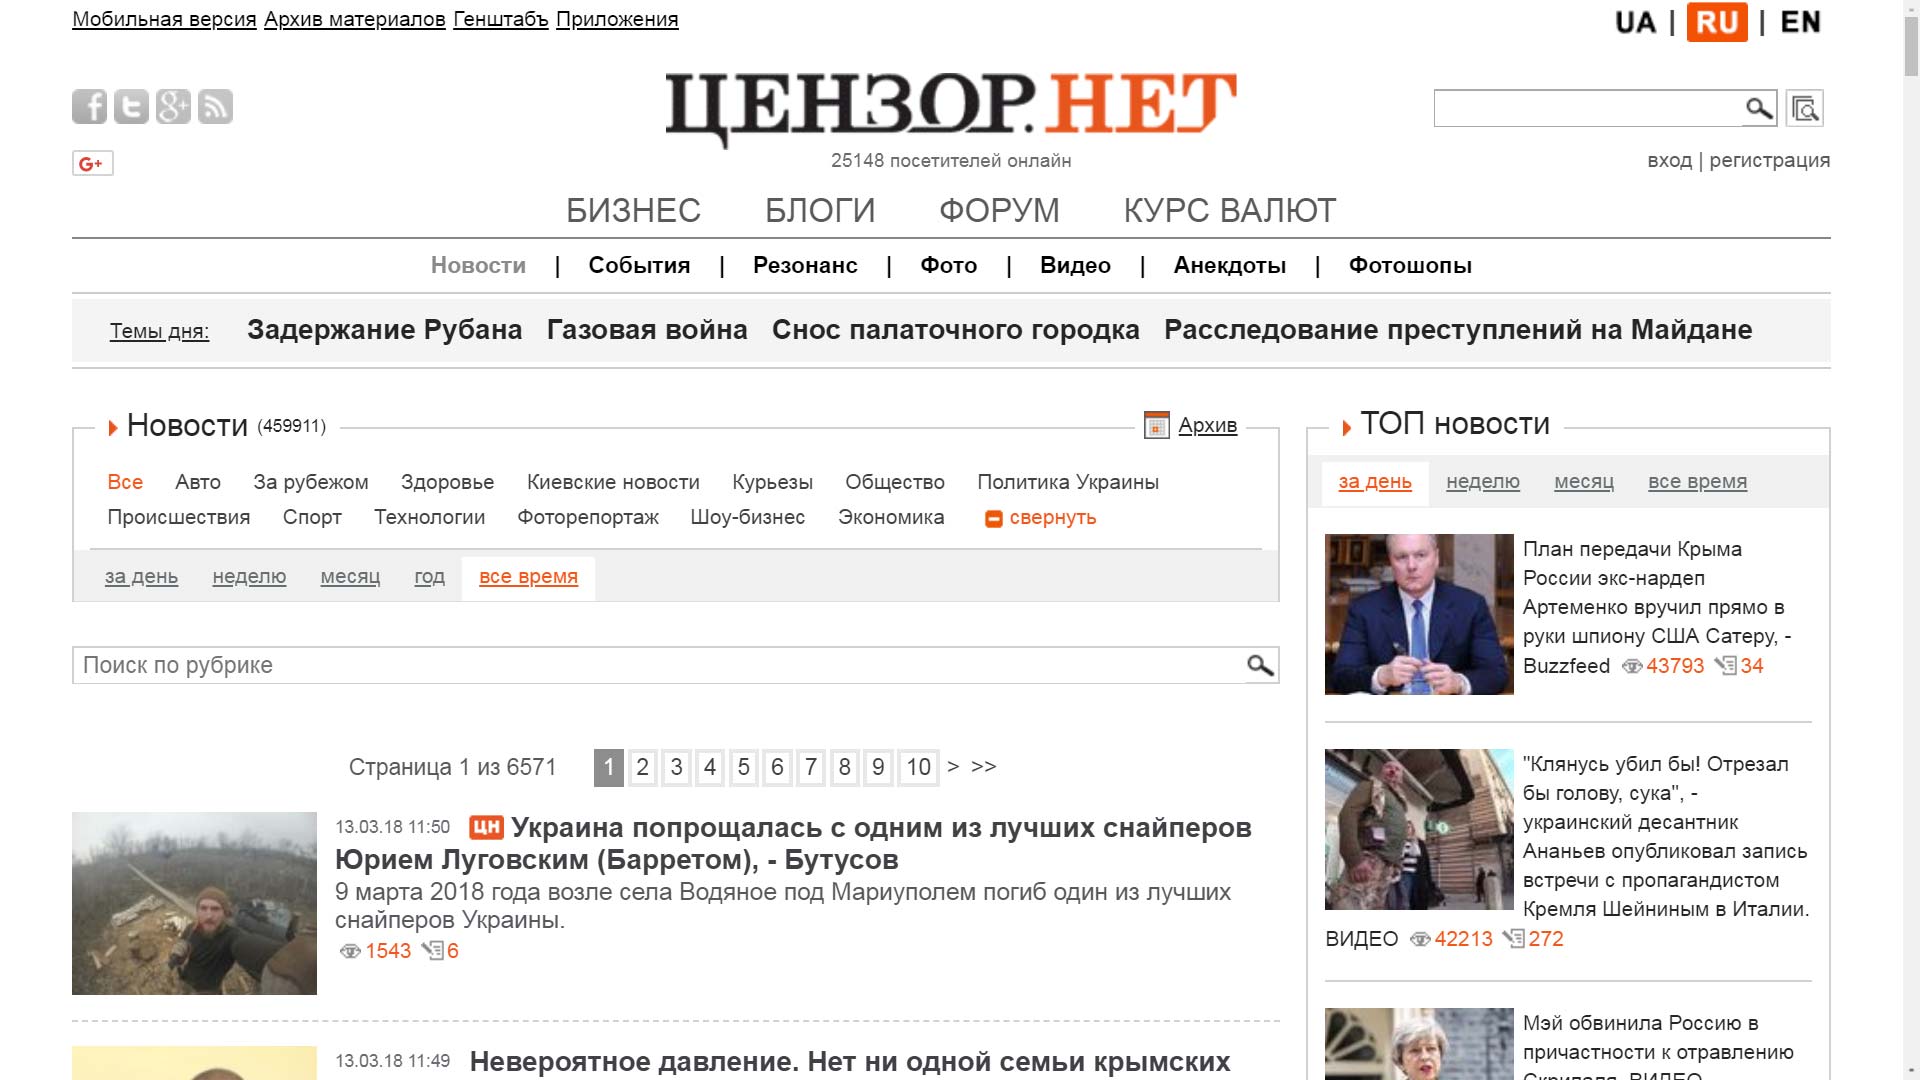 Мобильная версия Архив материалов Генштабъ Приложения
UA | RU | EN
ЦЕНЗОР.НЕТ
25148 посетителей онлайн
вход | регистрация
БИЗНЕС БЛОГИ ФОРУМ КУРС ВАЛЮТ
Новости | События | Резонанс | Фото | Видео | Анекдоты | Фотошопы
Темы дня: Задержание Рубана Газовая война Снос палаточного городка Расследование преступлений на Майдане
Новости (459911)
Архив
Все Авто За рубежом Здоровье Киевские новости Курьезы Общество Политика Украины
Происшествия Спорт Технологии Фоторепортаж Шоу-бизнес Экономика свернуть
за день неделю месяц год все время
Поиск по рубрике
Страница 1 из 6571 1 2 3 4 5 6 7 8 9 10 > >>
13.03.18 11:50 ЦН Украина попрощалась с одним из лучших снайперов
Юрием Луговским (Барретом), - Бутусов
9 марта 2018 года возле села Водяное под Мариуполем погиб один из лучших
снайперов Украины.
1543 6
13.03.18 11:49 Невероятное давление. Нет ни одной семьи крымских
ТОП новости
за день неделю месяц все время
План передачи Крыма
России экс-нардеп
Артеменко вручил прямо в
руки шпиону США Сатеру, -
Buzzfeed 43793 34
"Клянусь убил бы! Отрезал
бы голову, сука", -
украинский десантник
Ананьев опубликовал запись
встречи с пропагандистом
Кремля Шейниным в Италии.
ВИДЕО 42213 272
Мэй обвинила Россию в
причастности к отравлению
Скрипаля. ВИДЕО